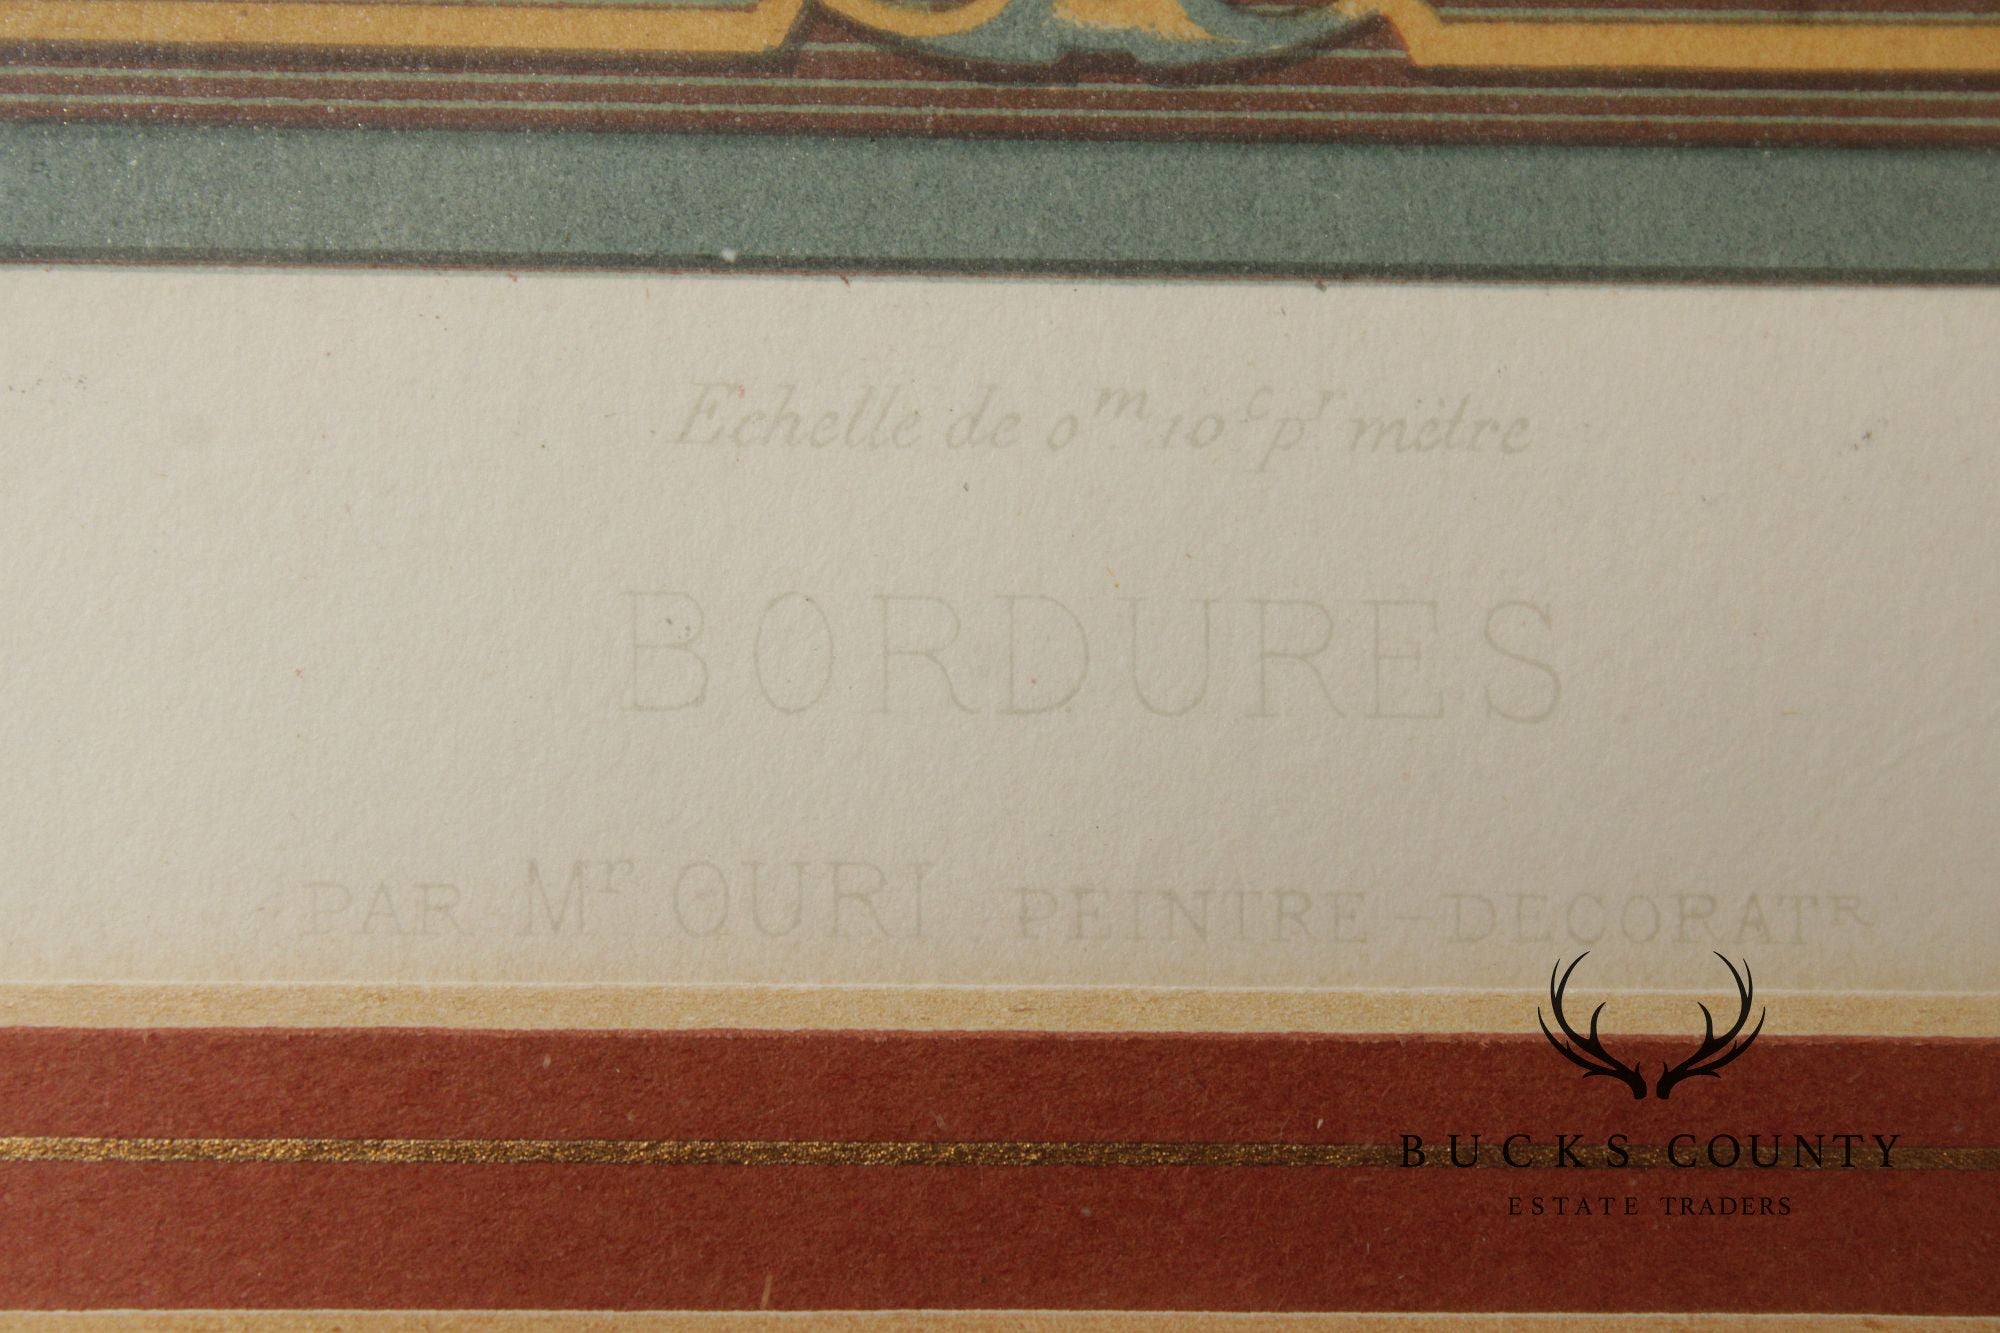 Echelle de 0ᵐ 10ᶜ pʳ mètre
BORDURES
PAR Mʳ OURI PEINTRE-DECORATᴿ
BUCKS COUNTY
ESTATE TRADERS